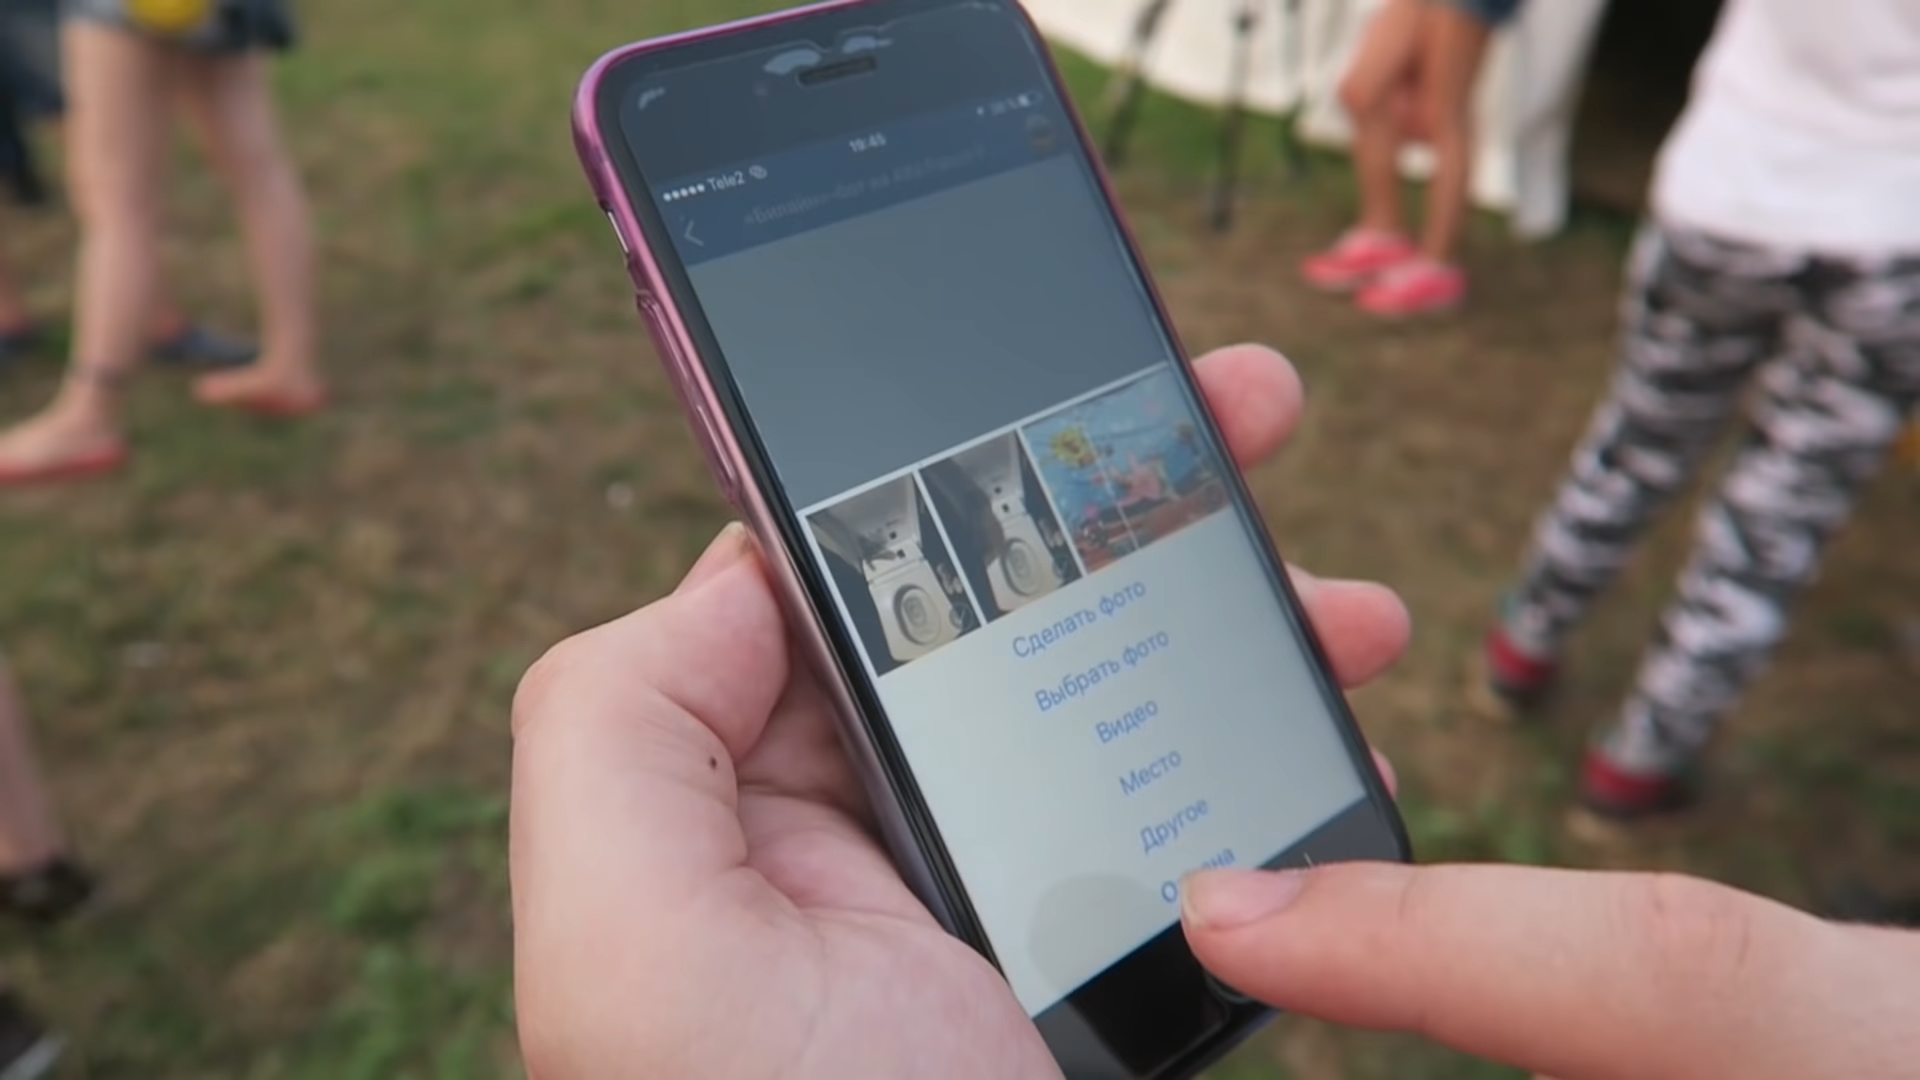 Tele2
19:45
Сделать фото
Выбрать фото
Видео
Место
Другое